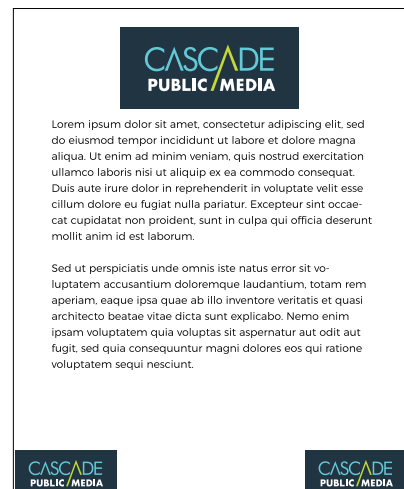 CASCADE
PUBLIC/MEDIA
Lorem ipsum dolor sit amet, consectetur adipiscing elit, sed
do eiusmod tempor incididunt ut labore et dolore magna
aliqua. Ut enim ad minim veniam, quis nostrud exercitation
ullamco laboris nisi ut aliquip ex ea commodo consequat.
Duis aute irure dolor in reprehenderit in voluptate velit esse
cillum dolore eu fugiat nulla pariatur. Excepteur sint occae-
cat cupidatat non proident, sunt in culpa qui officia deserunt
mollit anim id est laborum.
Sed ut perspiciatis unde omnis iste natus error sit vo-
luptatem accusantium doloremque laudantium, totam rem
aperiam, eaque ipsa quae ab illo inventore veritatis et quasi
architecto beatae vitae dicta sunt explicabo. Nemo enim
ipsam voluptatem quia voluptas sit aspernatur aut odit aut
fugit, sed quia consequuntur magni dolores eos qui ratione
voluptatem sequi nesciunt.
CASCADE
PUBLIC/MEDIA
CASCADE
PUBLIC/MEDIA